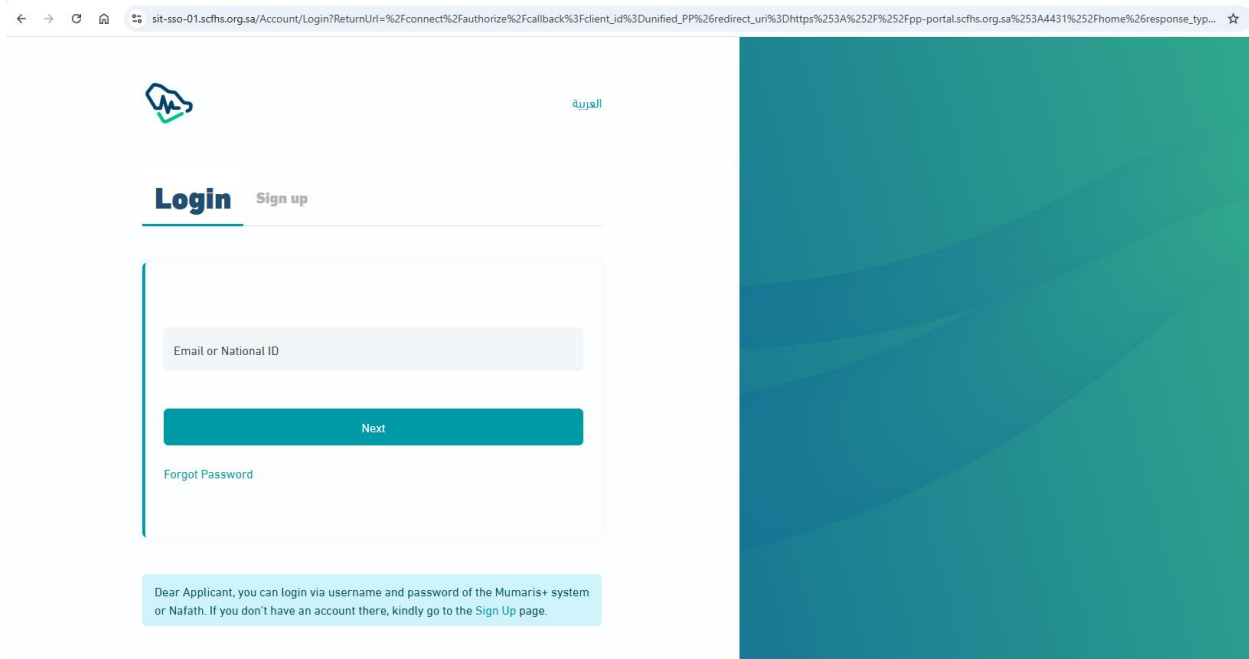 sit-sso-01.scfhs.org.sa/Account/Login?ReturnUrl=%2Fconnect%2Fauthorize%2Fcallback%3Fclient_id%3Dunified_PP%26redirect_uri%3Dhttps%253A%252F%252Fpp-portal.scfhs.org.sa%253A4431%252Fhome%26response_typ...
العربية
Login Sign up
Email or National ID
Next
Forgot Password
Dear Applicant, you can login via username and password of the Mumaris+ system
or Nafath. If you don't have an account there, kindly go to the Sign Up page.